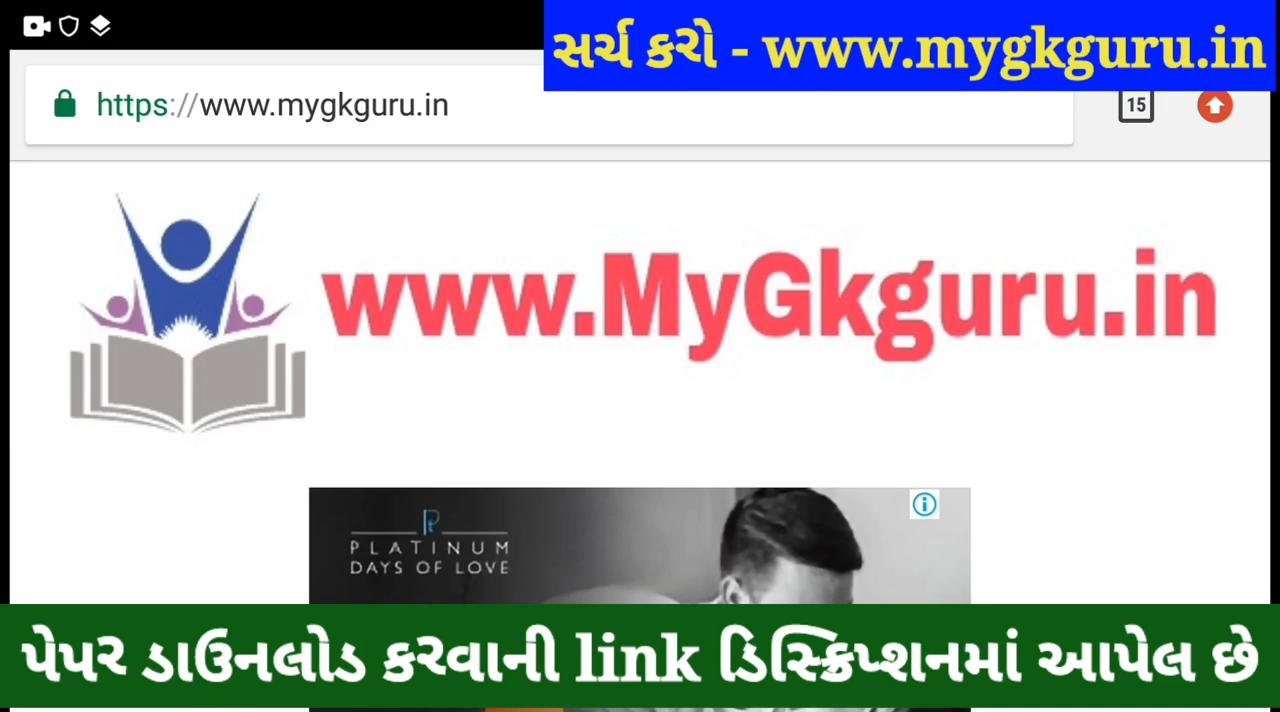 સર્ચ કરો - www.mygkguru.in
https://www.mygkguru.in
15
www.MyGkguru.in
PLATINUM
DAYS OF LOVE
પેપર ડાઉનલોડ કરવાની link ડિસ્ક્રિપ્શનમાં આપેલ છે